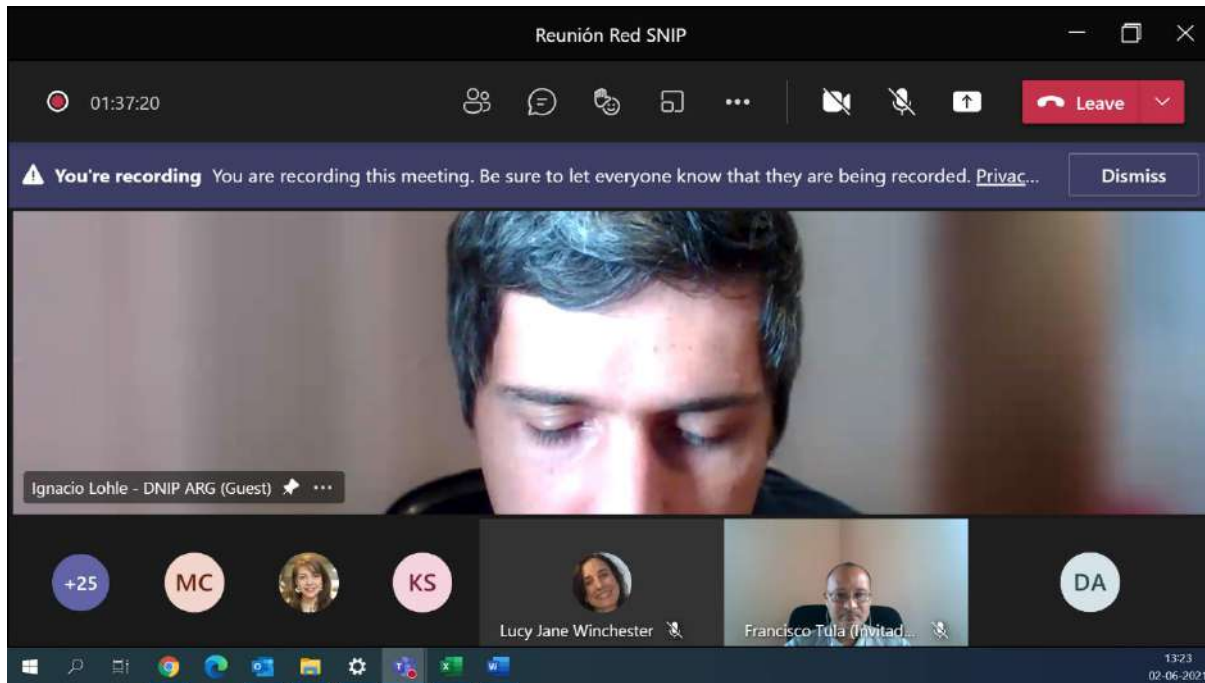 Reunión Red SNIP
01:37:20
Leave
You're recording You are recording this meeting. Be sure to let everyone know that they are being recorded. Privac...
Dismiss
Ignacio Lohle - DNIP ARG (Guest)
+25
MC
KS
DA
Lucy Jane Winchester
Francisco Tula (Invitad...
13:23
02-06-2021